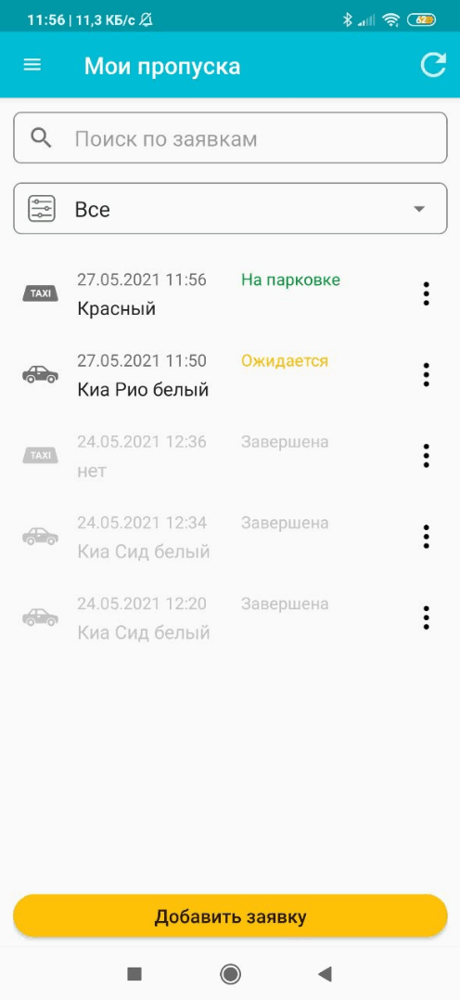 11:56 | 11,3 КБ/с
62
Мои пропуска
Поиск по заявкам
Все
27.05.2021 11:56 На парковке
TAXI
Красный
27.05.2021 11:50 Ожидается
Киа Рио белый
24.05.2021 12:36 Завершена
TAXI
нет
24.05.2021 12:34 Завершена
Киа Сид белый
24.05.2021 12:20 Завершена
Киа Сид белый
Добавить заявку